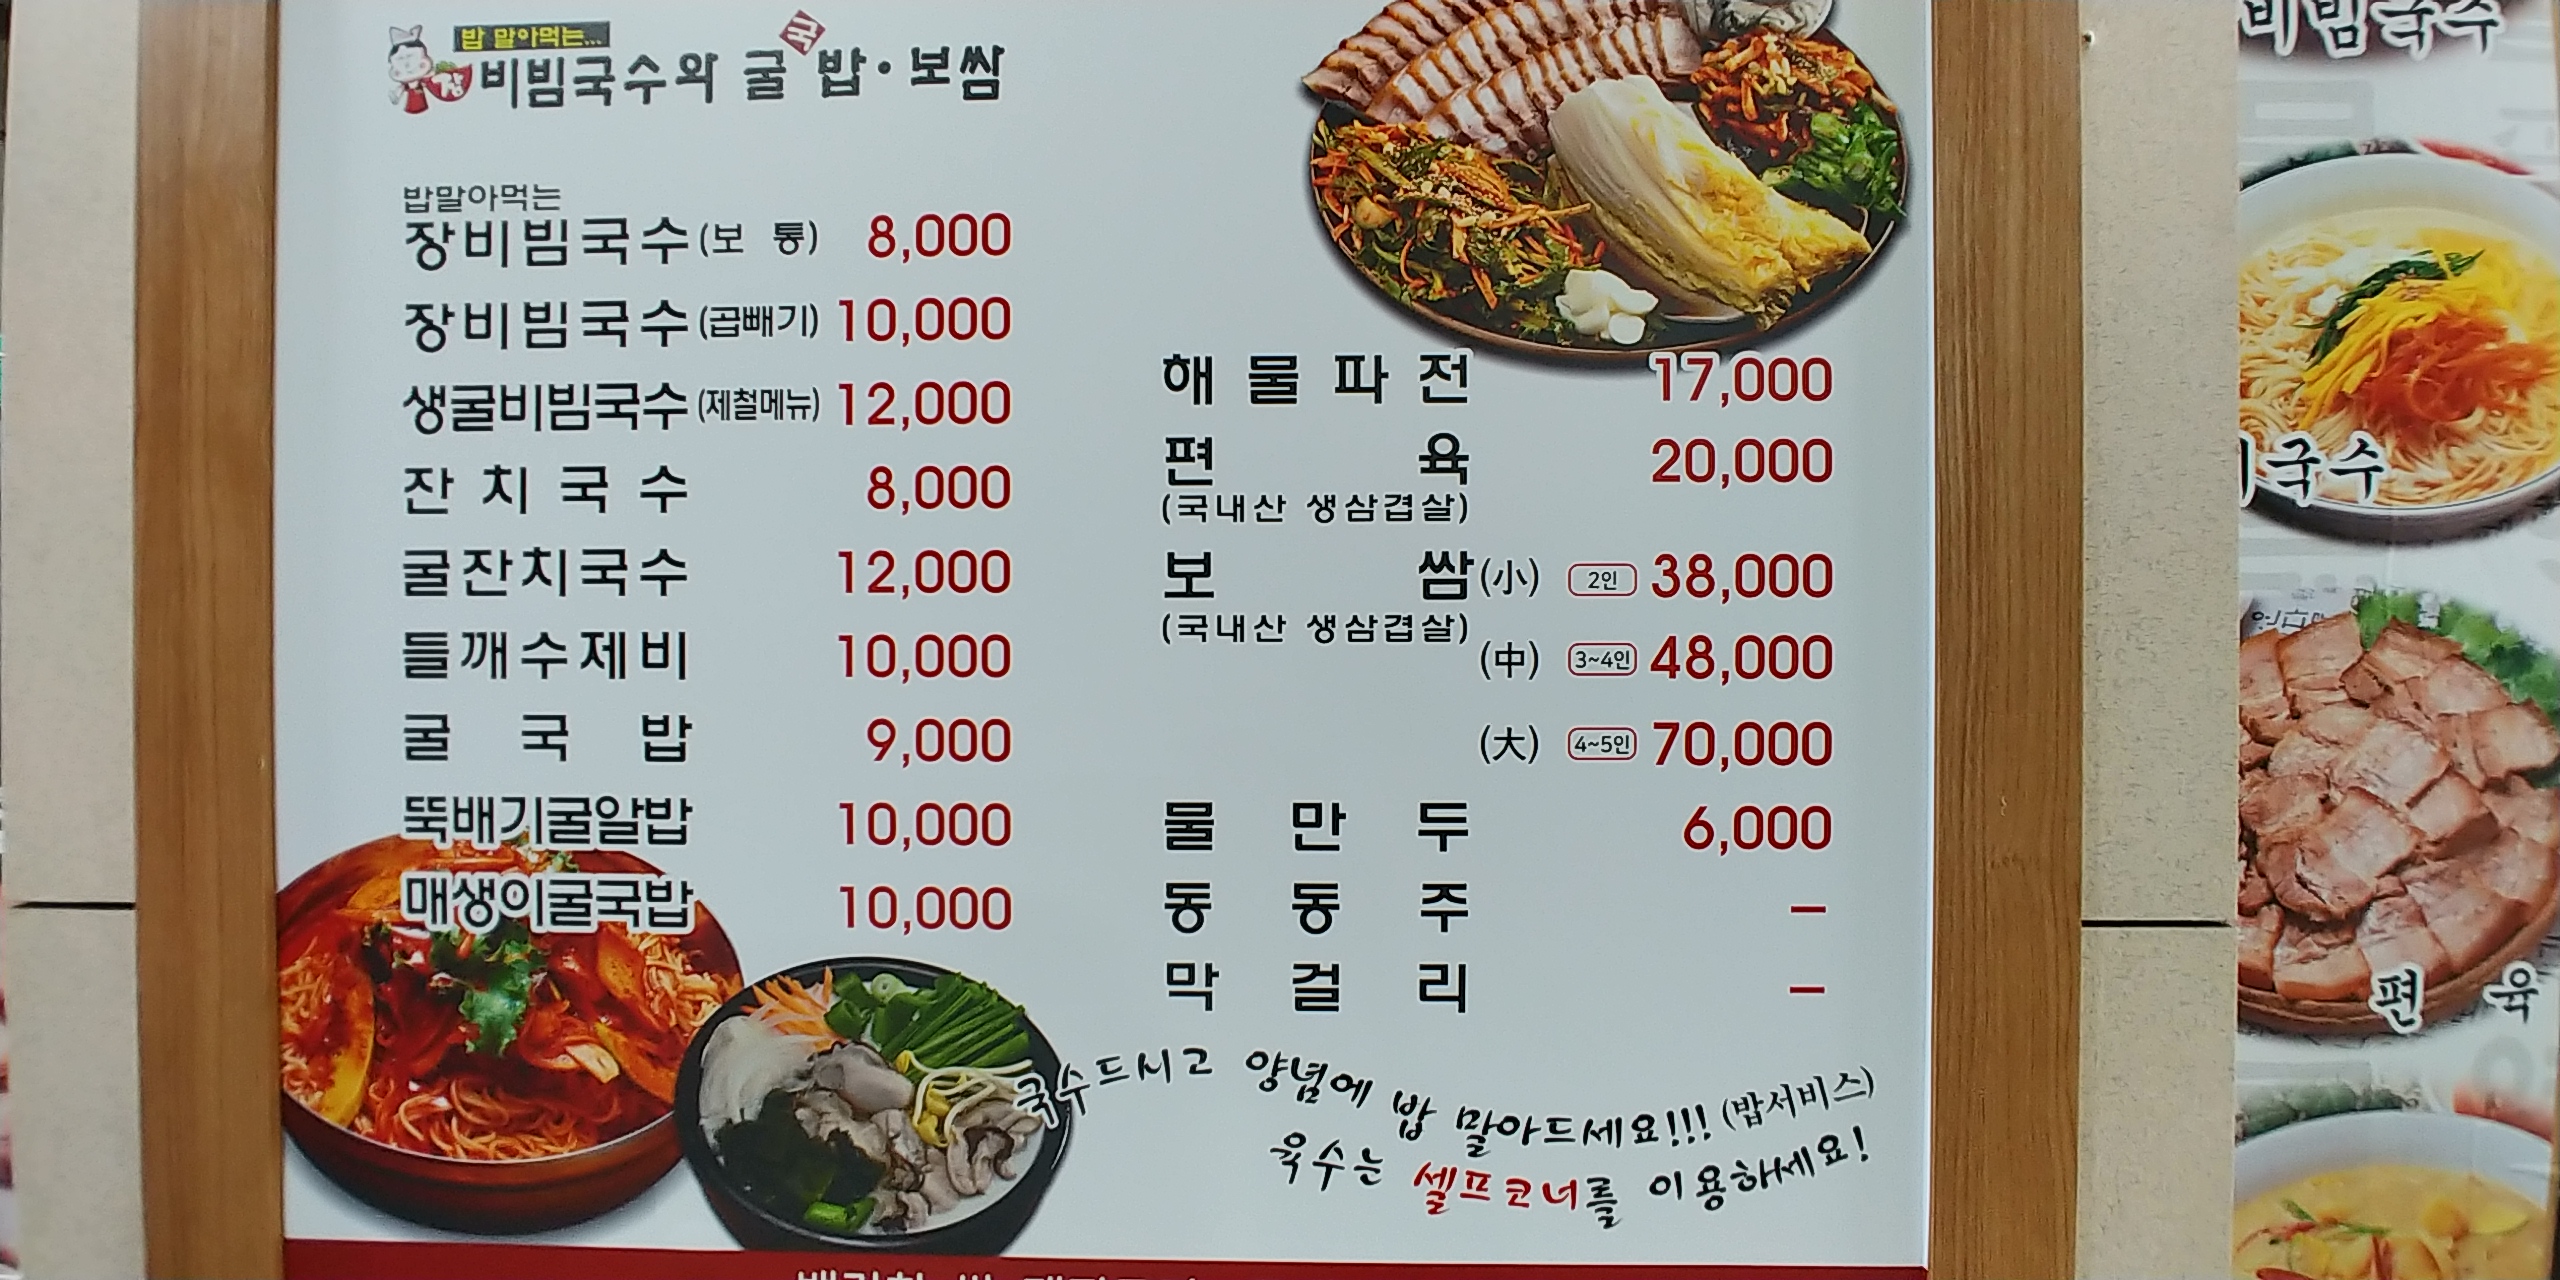 밥 말아먹는...
장 비빔국수와 굴국밥·보쌈
밥말아먹는
장비빔국수 (보 통) 8,000
장비빔국수 (곱빼기) 10,000
생굴비빔국수 (제철메뉴) 12,000
잔치국수 8,000
굴잔치국수 12,000
들깨수제비 10,000
굴국밥 9,000
뚝배기굴알밥 10,000
매생이굴국밥 10,000
해물파전 17,000
편육 20,000
(국내산 생삼겹살)
보쌈 (小) 2인 38,000
(국내산 생삼겹살)
(中) 3~4인 48,000
(大) 4~5인 70,000
물만두 6,000
동동주 –
막걸리 –
국수드시고 양념에 밥 말아드세요!!! (밥서비스)
육수는 셀프코너를 이용하세요!
비빔국수
국수
편 육